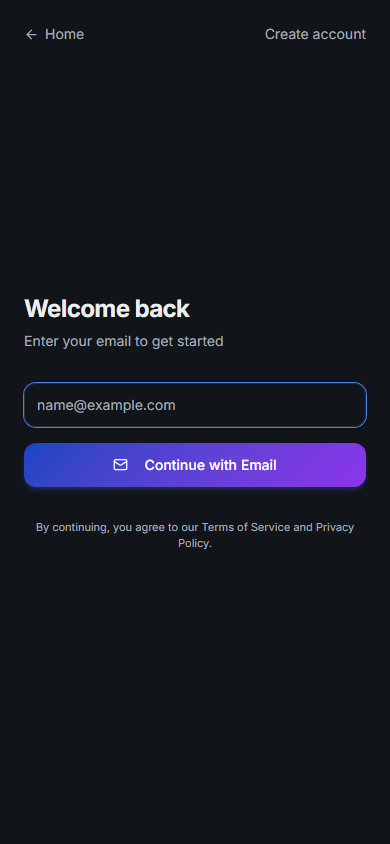 Home
Create account
Welcome back
Enter your email to get started
name@example.com
Continue with Email
By continuing, you agree to our Terms of Service and Privacy
Policy.